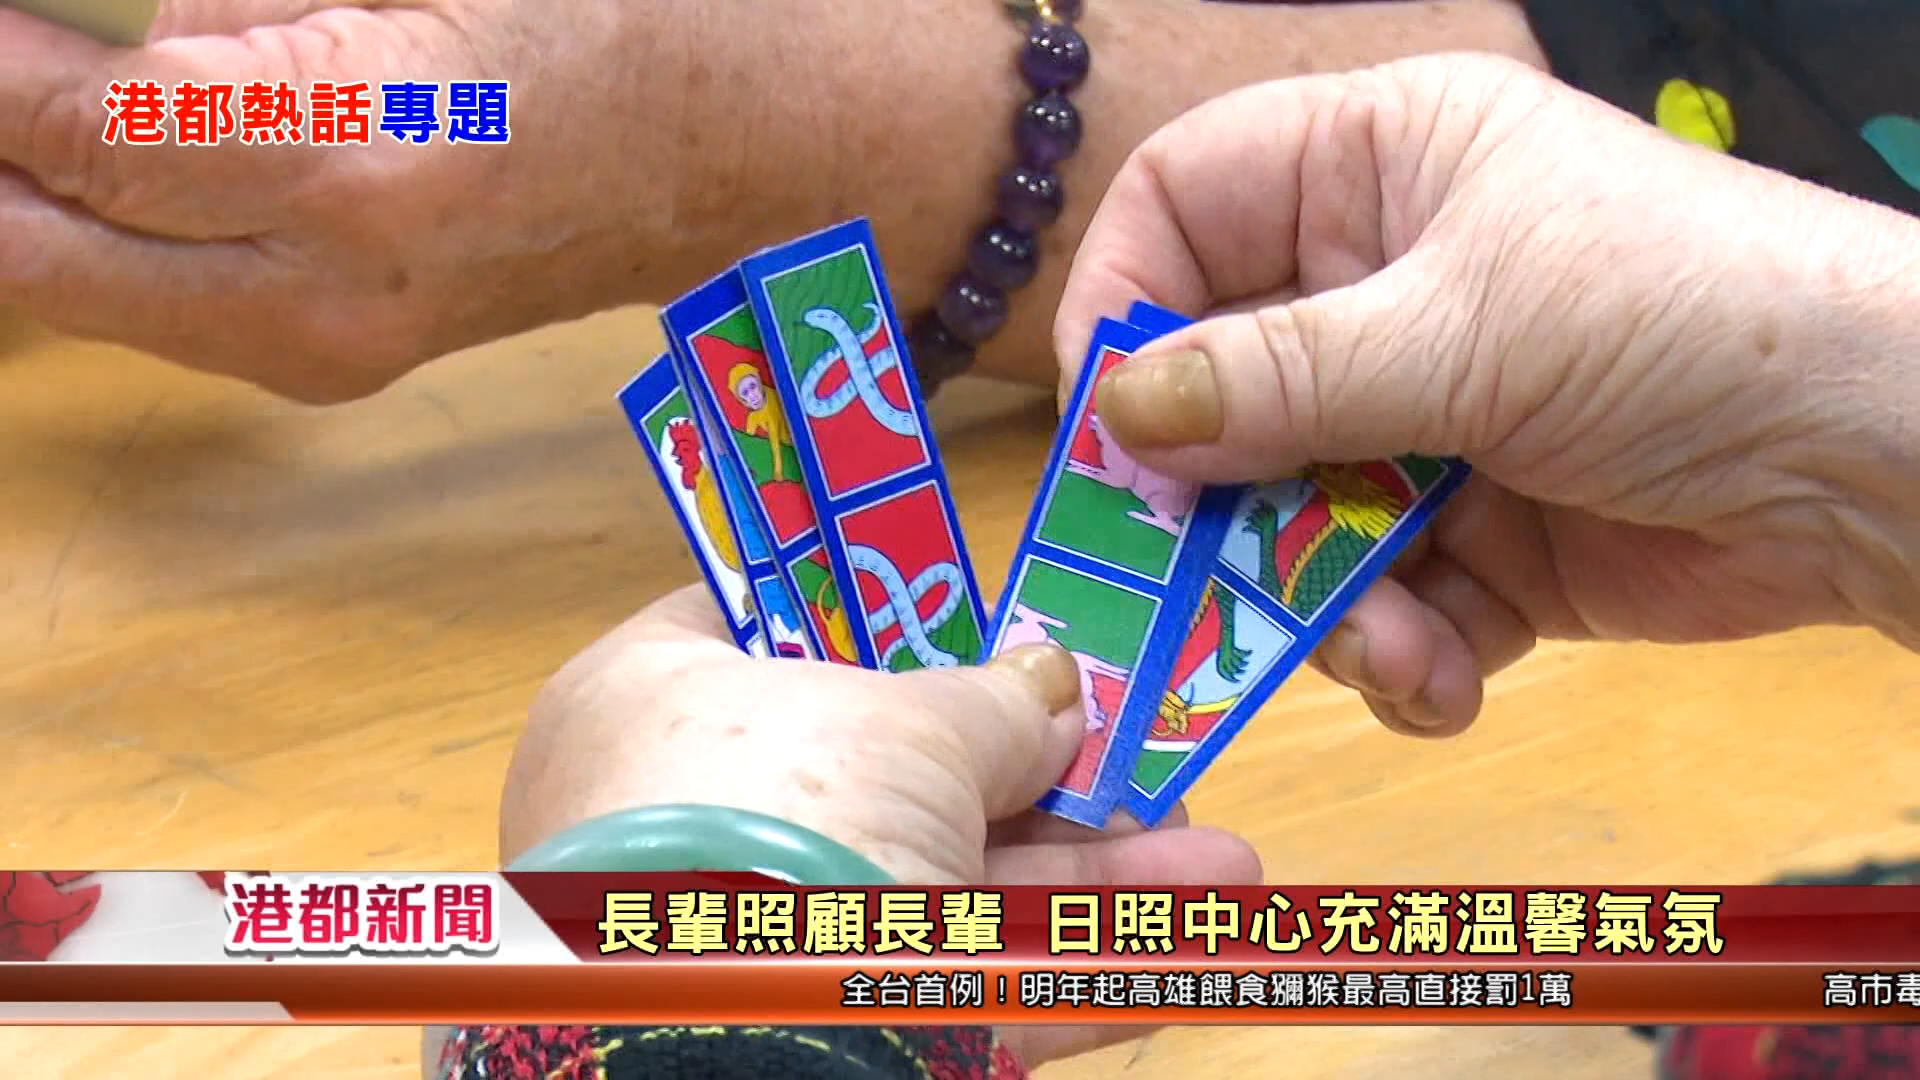 港都熱話專題
港都新聞
長輩照顧長輩 日照中心充滿溫馨氣氛
全台首例！明年起高雄餵食獼猴最高直接罰1萬 高市毒